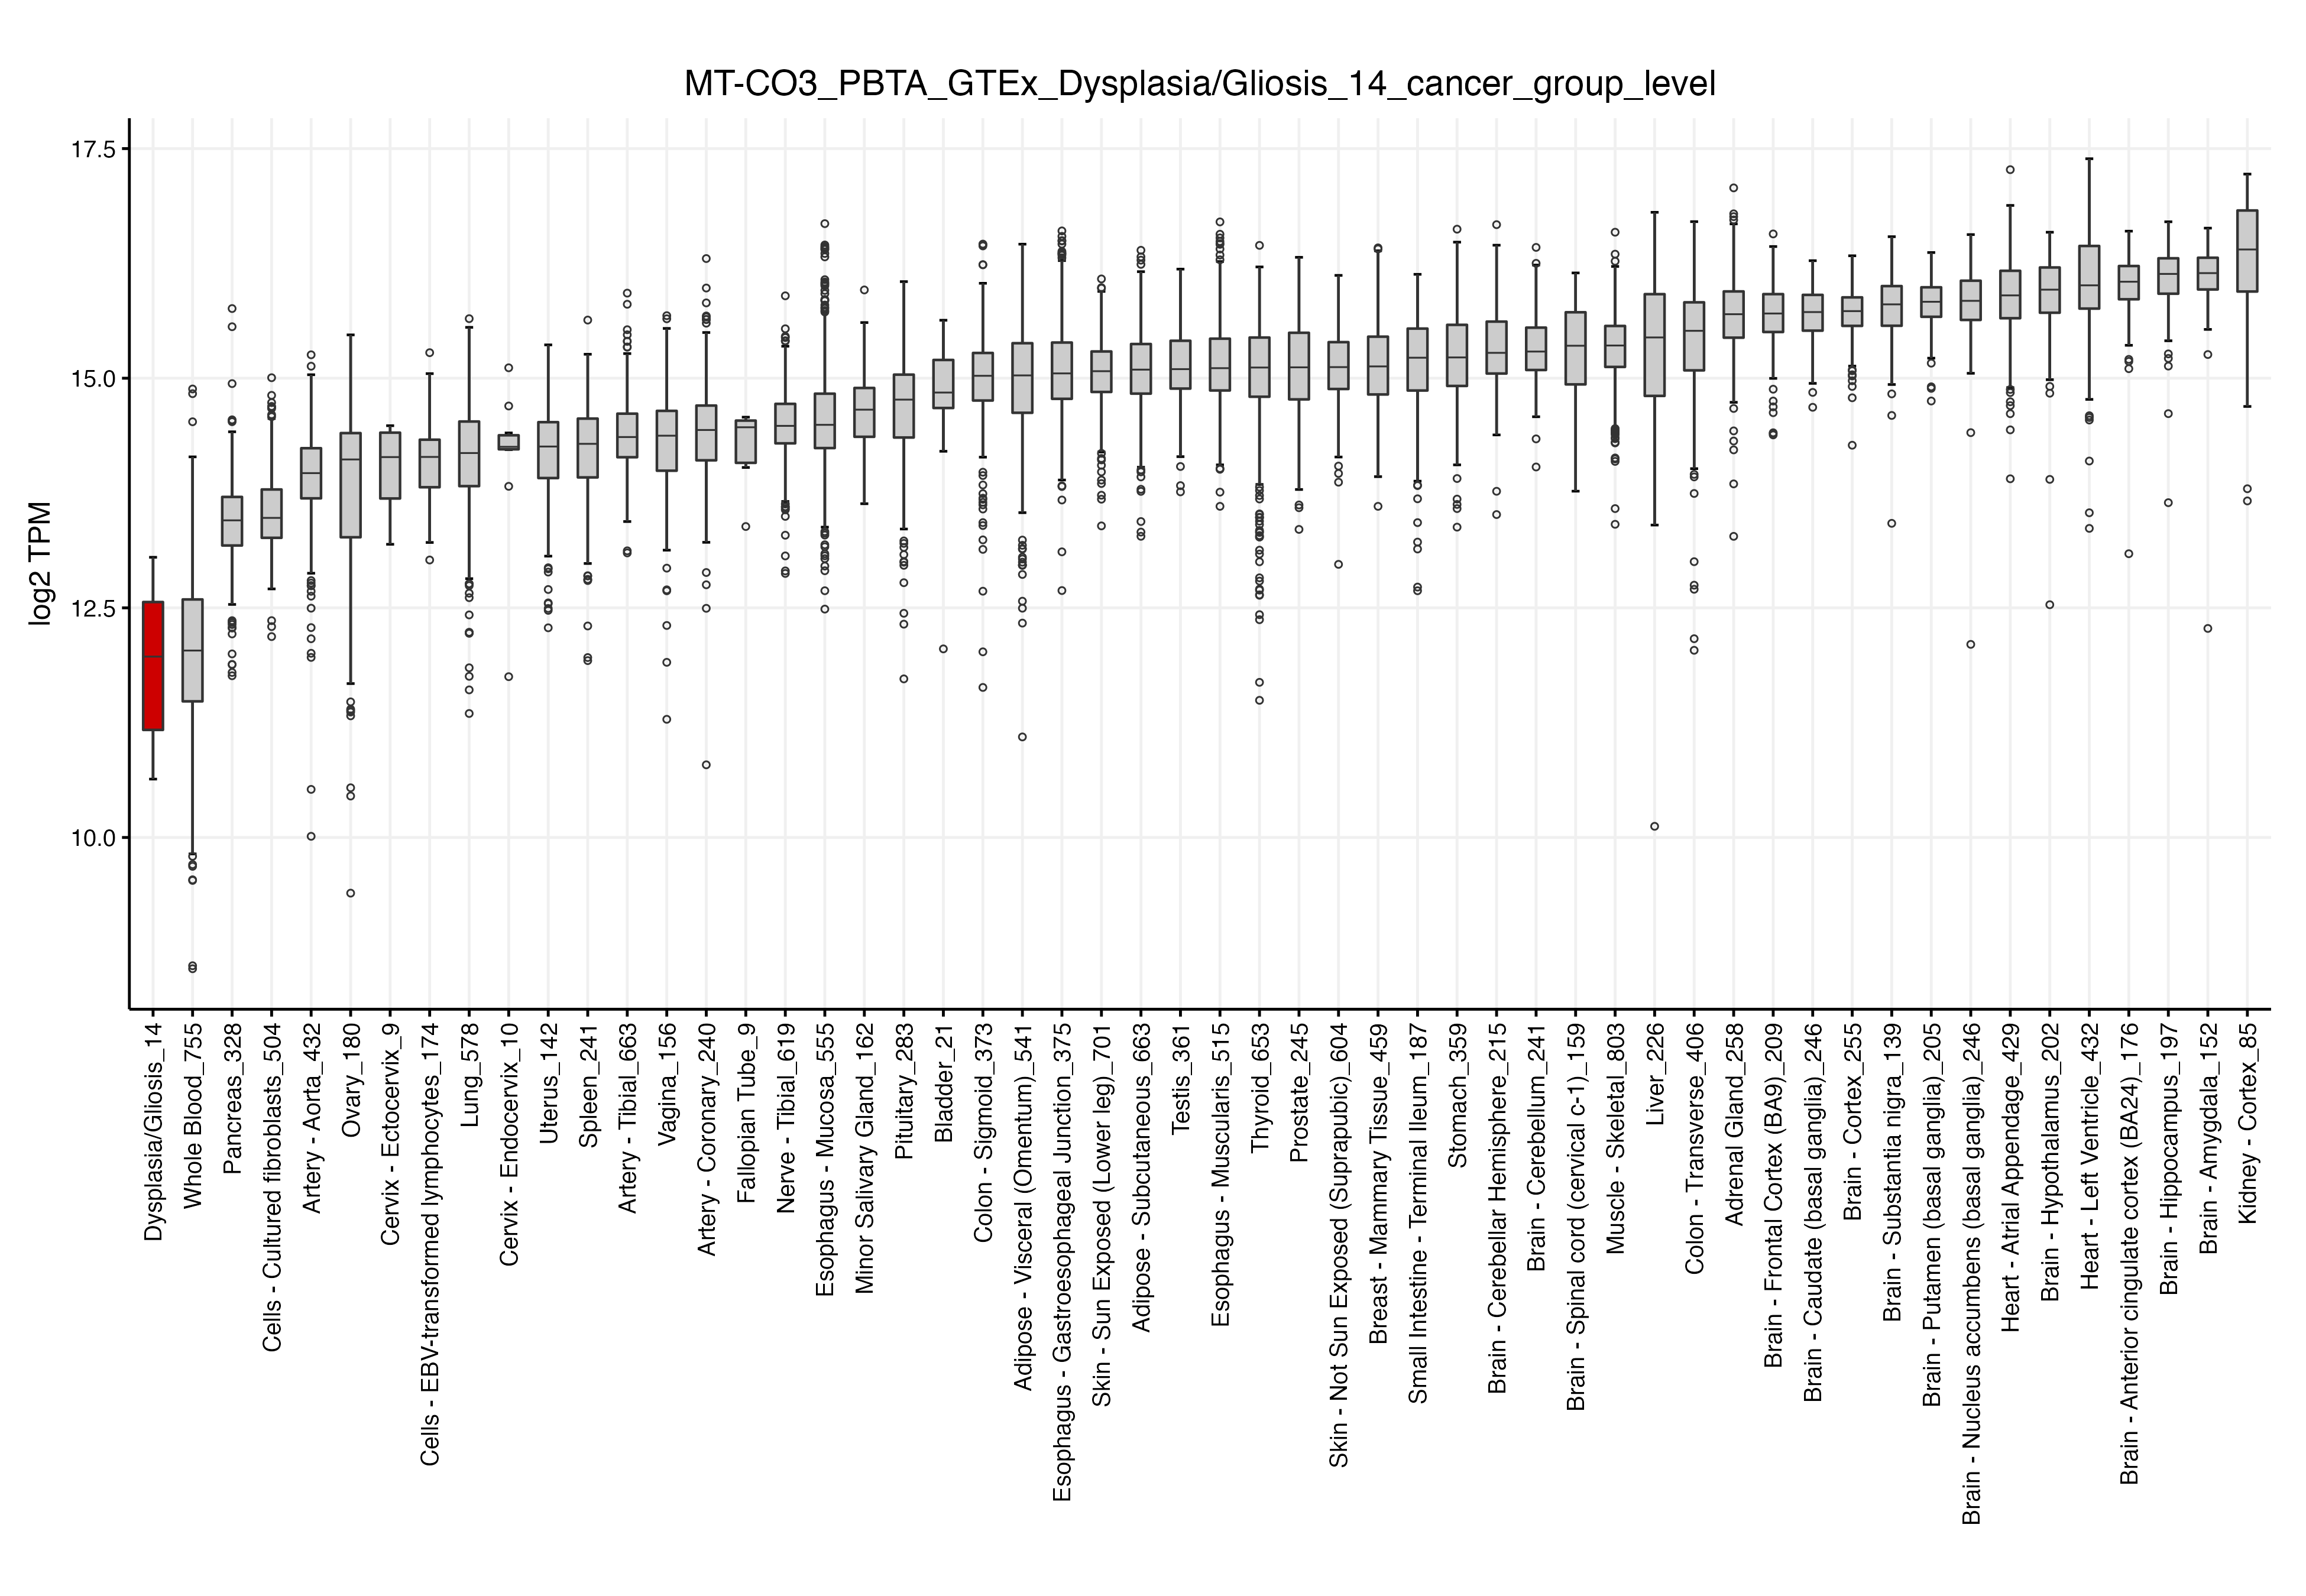 MT-CO3_PBTA_GTEx_Dysplasia/Gliosis_14_cancer_group_level
log2 TPM
17.5
15.0
12.5
10.0
Dysplasia/Gliosis_14
Whole Blood_755
Pancreas_328
Cells - Cultured fibroblasts_504
Artery - Aorta_432
Ovary_180
Cervix - Ectocervix_9
Cells - EBV-transformed lymphocytes_174
Lung_578
Cervix - Endocervix_10
Uterus_142
Spleen_241
Artery - Tibial_663
Vagina_156
Artery - Coronary_240
Fallopian Tube_9
Nerve - Tibial_619
Esophagus - Mucosa_555
Minor Salivary Gland_162
Pituitary_283
Bladder_21
Colon - Sigmoid_373
Adipose - Visceral (Omentum)_541
Esophagus - Gastroesophageal Junction_375
Skin - Sun Exposed (Lower leg)_701
Adipose - Subcutaneous_663
Testis_361
Esophagus - Muscularis_515
Thyroid_653
Prostate_245
Skin - Not Sun Exposed (Suprapubic)_604
Breast - Mammary Tissue_459
Small Intestine - Terminal Ileum_187
Stomach_359
Brain - Cerebellar Hemisphere_215
Brain - Cerebellum_241
Brain - Spinal cord (cervical c-1)_159
Muscle - Skeletal_803
Liver_226
Colon - Transverse_406
Adrenal Gland_258
Brain - Frontal Cortex (BA9)_209
Brain - Caudate (basal ganglia)_246
Brain - Cortex_255
Brain - Substantia nigra_139
Brain - Putamen (basal ganglia)_205
Brain - Nucleus accumbens (basal ganglia)_246
Heart - Atrial Appendage_429
Brain - Hypothalamus_202
Heart - Left Ventricle_432
Brain - Anterior cingulate cortex (BA24)_176
Brain - Hippocampus_197
Brain - Amygdala_152
Kidney - Cortex_85